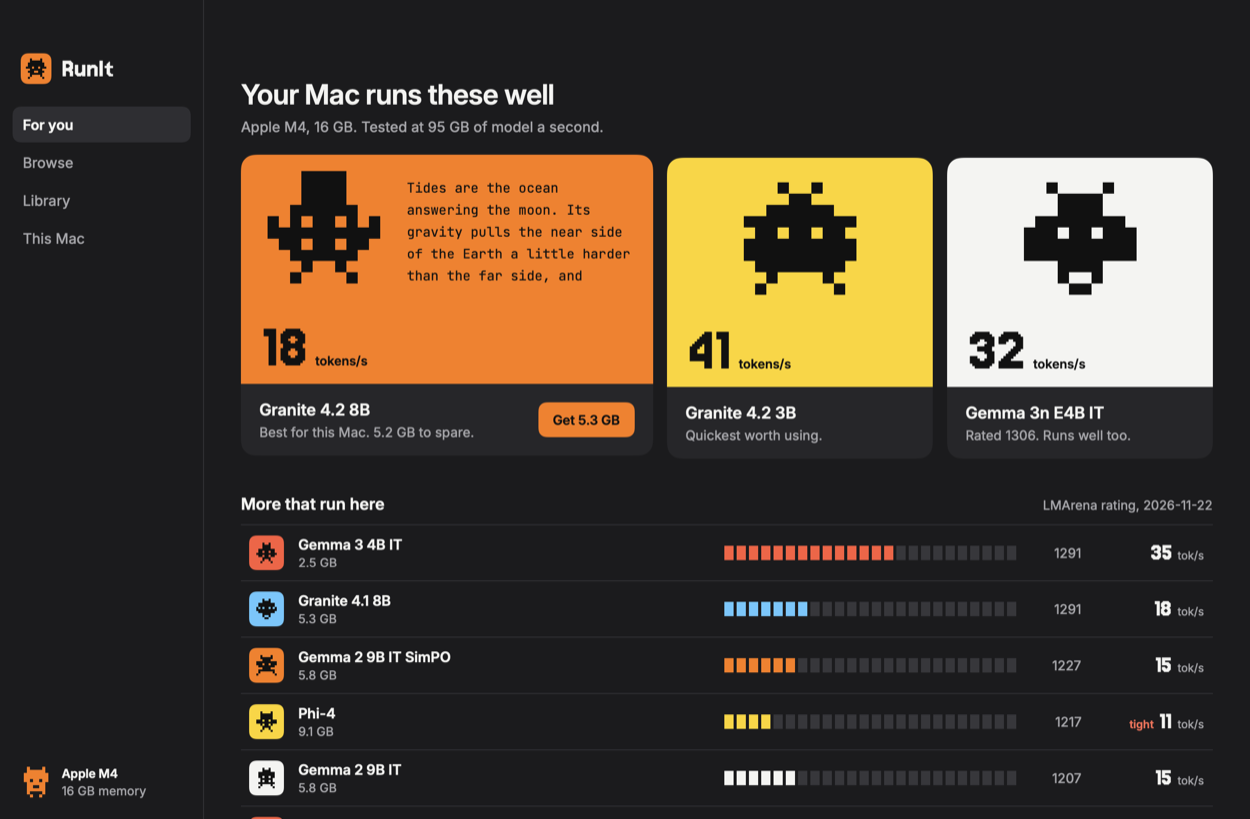 RunIt
For you
Browse
Library
This Mac
Apple M4
16 GB memory
Your Mac runs these well
Apple M4, 16 GB. Tested at 95 GB of model a second.
Tides are the ocean
answering the moon. Its
gravity pulls the near side
of the Earth a little harder
than the far side, and
18 tokens/s
Granite 4.2 8B
Best for this Mac. 5.2 GB to spare.
Get 5.3 GB
41 tokens/s
Granite 4.2 3B
Quickest worth using.
32 tokens/s
Gemma 3n E4B IT
Rated 1306. Runs well too.
More that run here
LMArena rating, 2026-11-22
Gemma 3 4B IT
2.5 GB
1291
35 tok/s
Granite 4.1 8B
5.3 GB
1291
18 tok/s
Gemma 2 9B IT SimPO
5.8 GB
1227
15 tok/s
Phi-4
9.1 GB
1217
tight 11 tok/s
Gemma 2 9B IT
5.8 GB
1207
15 tok/s